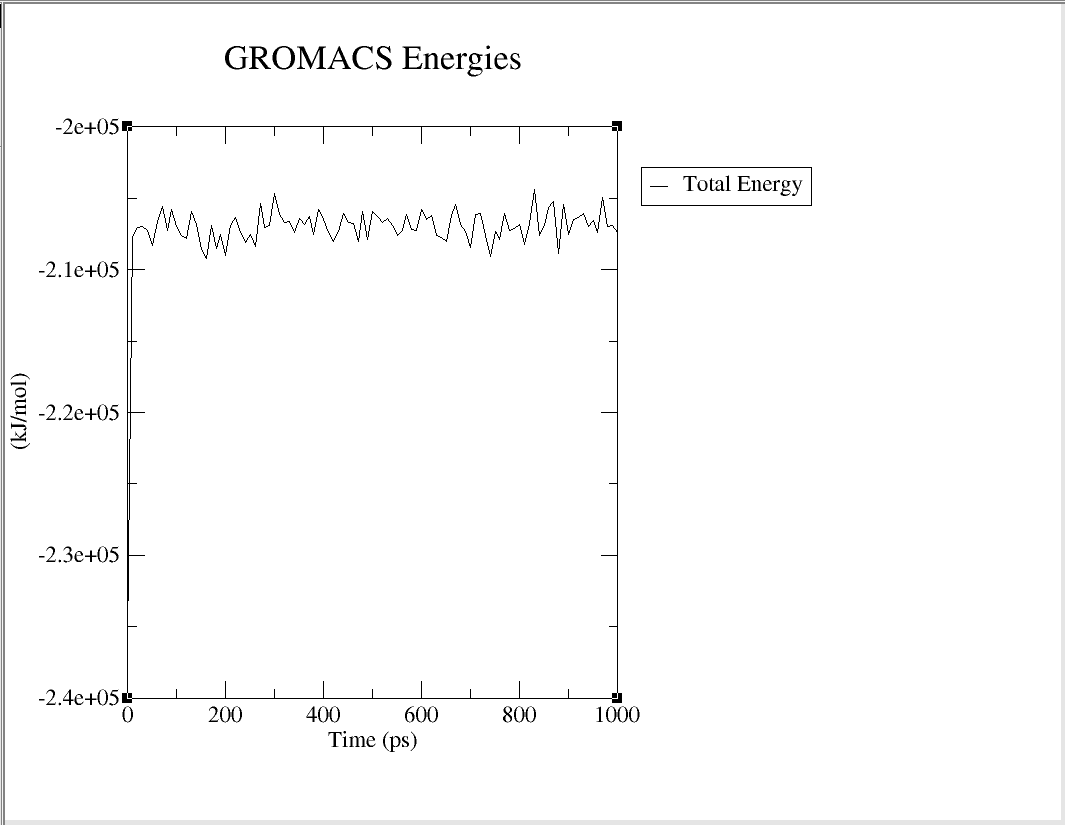 GROMACS Energies
-2e+05
-2.1e+05
-2.2e+05
-2.3e+05
-2.4e+05
(kJ/mol)
0 200 400 600 800 1000
Time (ps)
Total Energy